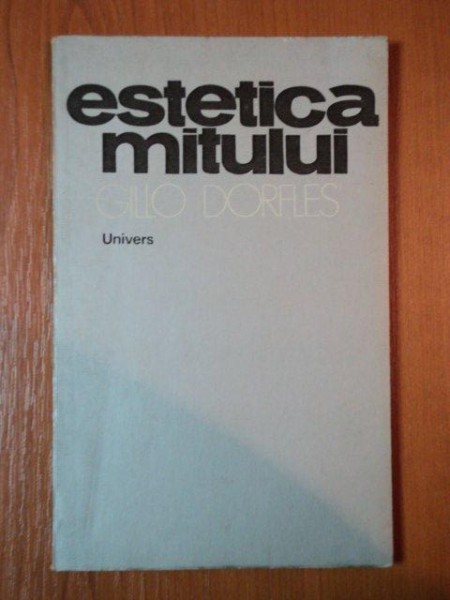 estetica
mitului
GILLO DORFLES
Univers